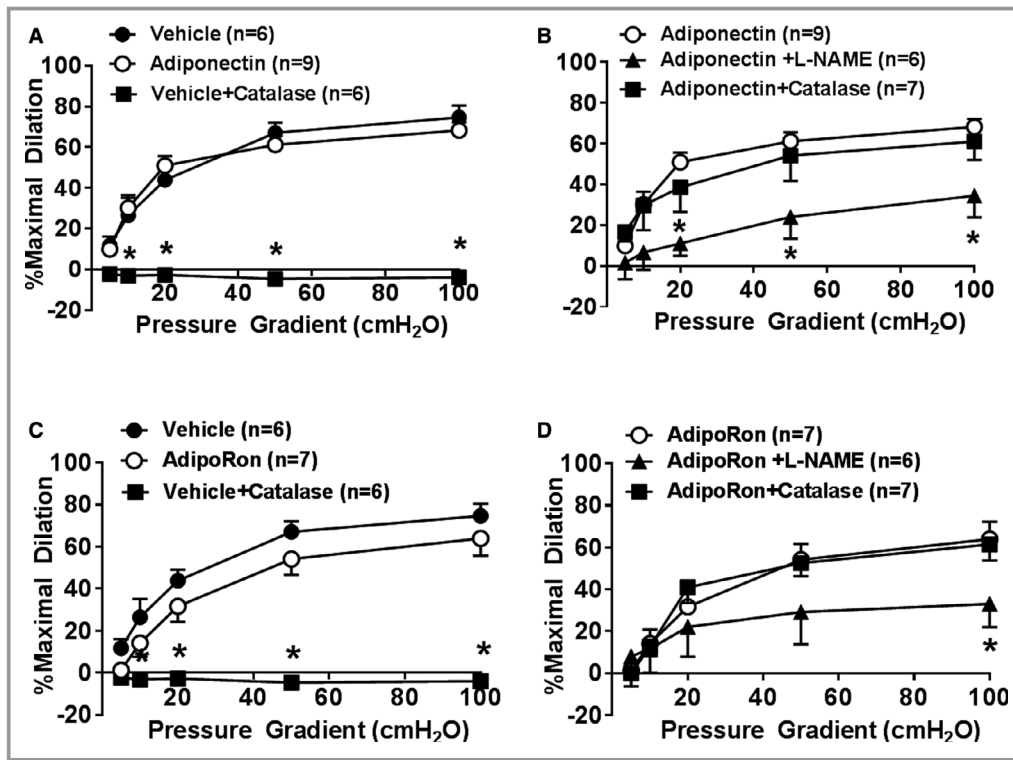 A
Vehicle (n=6)
Adiponectin (n=9)
Vehicle+Catalase (n=6)
%Maximal Dilation
100
80
60
40
20
0
-20
* * * *
20 40 60 80 100
Pressure Gradient (cmH₂O)
B
Adiponectin (n=9)
Adiponectin +L-NAME (n=6)
Adiponectin+Catalase (n=7)
%Maximal Dilation
100
80
60
40
20
0
-20
* * *
20 40 60 80 100
Pressure Gradient (cmH₂O)
C
Vehicle (n=6)
AdipoRon (n=7)
Vehicle+Catalase (n=6)
%Maximal Dilation
100
80
60
40
20
0
-20
* * * *
20 40 60 80 100
Pressure Gradient (cmH₂O)
D
AdipoRon (n=7)
AdipoRon +L-NAME (n=6)
AdipoRon+Catalase (n=7)
%Maximal Dilation
100
80
60
40
20
0
-20
*
20 40 60 80 100
Pressure Gradient (cmH₂O)